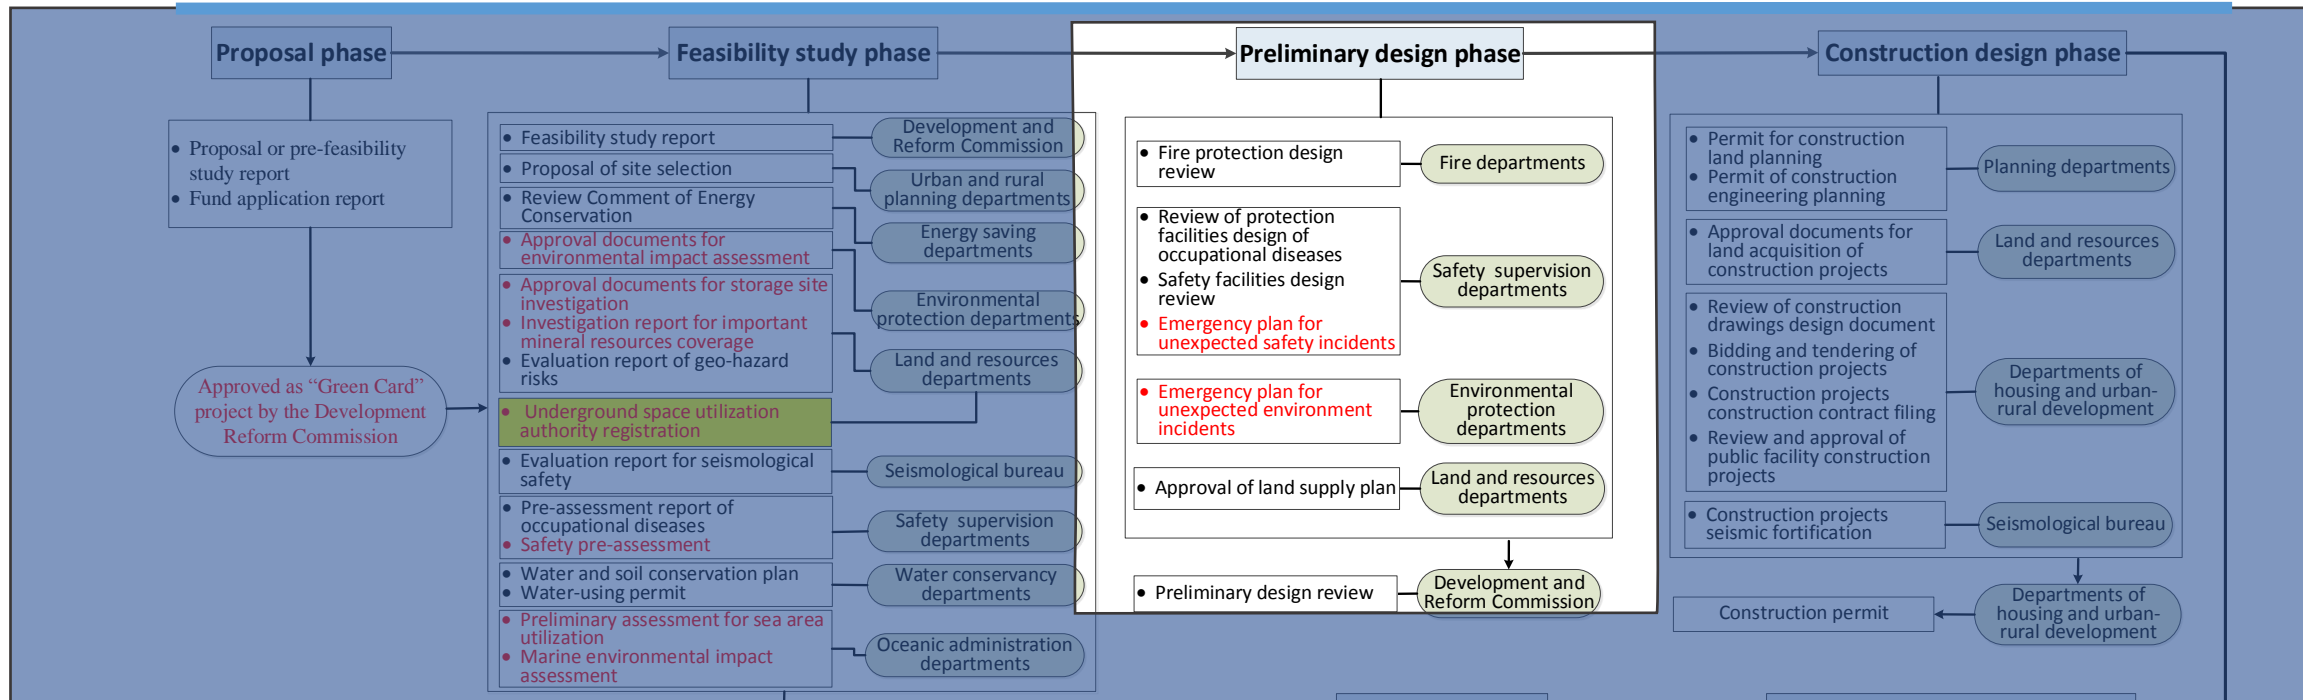 Proposal phase
Feasibility study phase
Preliminary design phase
Construction design phase
• Proposal or pre-feasibility
study report
• Fund application report
Approved as “Green Card”
project by the Development
Reform Commission
• Feasibility study report
Development and
Reform Commission
• Proposal of site selection
Urban and rural
planning departments
• Review Comment of Energy
Conservation
Energy saving
departments
• Approval documents for
environmental impact assessment
Environmental
protection departments
• Approval documents for storage site
investigation
• Investigation report for important
mineral resources coverage
• Evaluation report of geo-hazard
risks
Land and resources
departments
• Underground space utilization
authority registration
• Evaluation report for seismological
safety
Seismological bureau
• Pre-assessment report of
occupational diseases
• Safety pre-assessment
Safety supervision
departments
• Water and soil conservation plan
• Water-using permit
Water conservancy
departments
• Preliminary assessment for sea area
utilization
• Marine environmental impact
assessment
Oceanic administration
departments
• Fire protection design
review
Fire departments
• Review of protection
facilities design of
occupational diseases
• Safety facilities design
review
• Emergency plan for
unexpected safety incidents
Safety supervision
departments
• Emergency plan for
unexpected environment
incidents
Environmental
protection
departments
• Approval of land supply plan
Land and resources
departments
• Preliminary design review
Development and
Reform Commission
• Permit for construction
land planning
• Permit of construction
engineering planning
Planning departments
• Approval documents for
land acquisition of
construction projects
Land and resources
departments
• Review of construction
drawings design document
• Bidding and tendering of
construction projects
• Construction projects
construction contract filing
• Review and approval of
public facility construction
projects
Departments of
housing and urban-
rural development
• Construction projects
seismic fortification
Seismological bureau
Construction permit
Departments of
housing and urban-
rural development